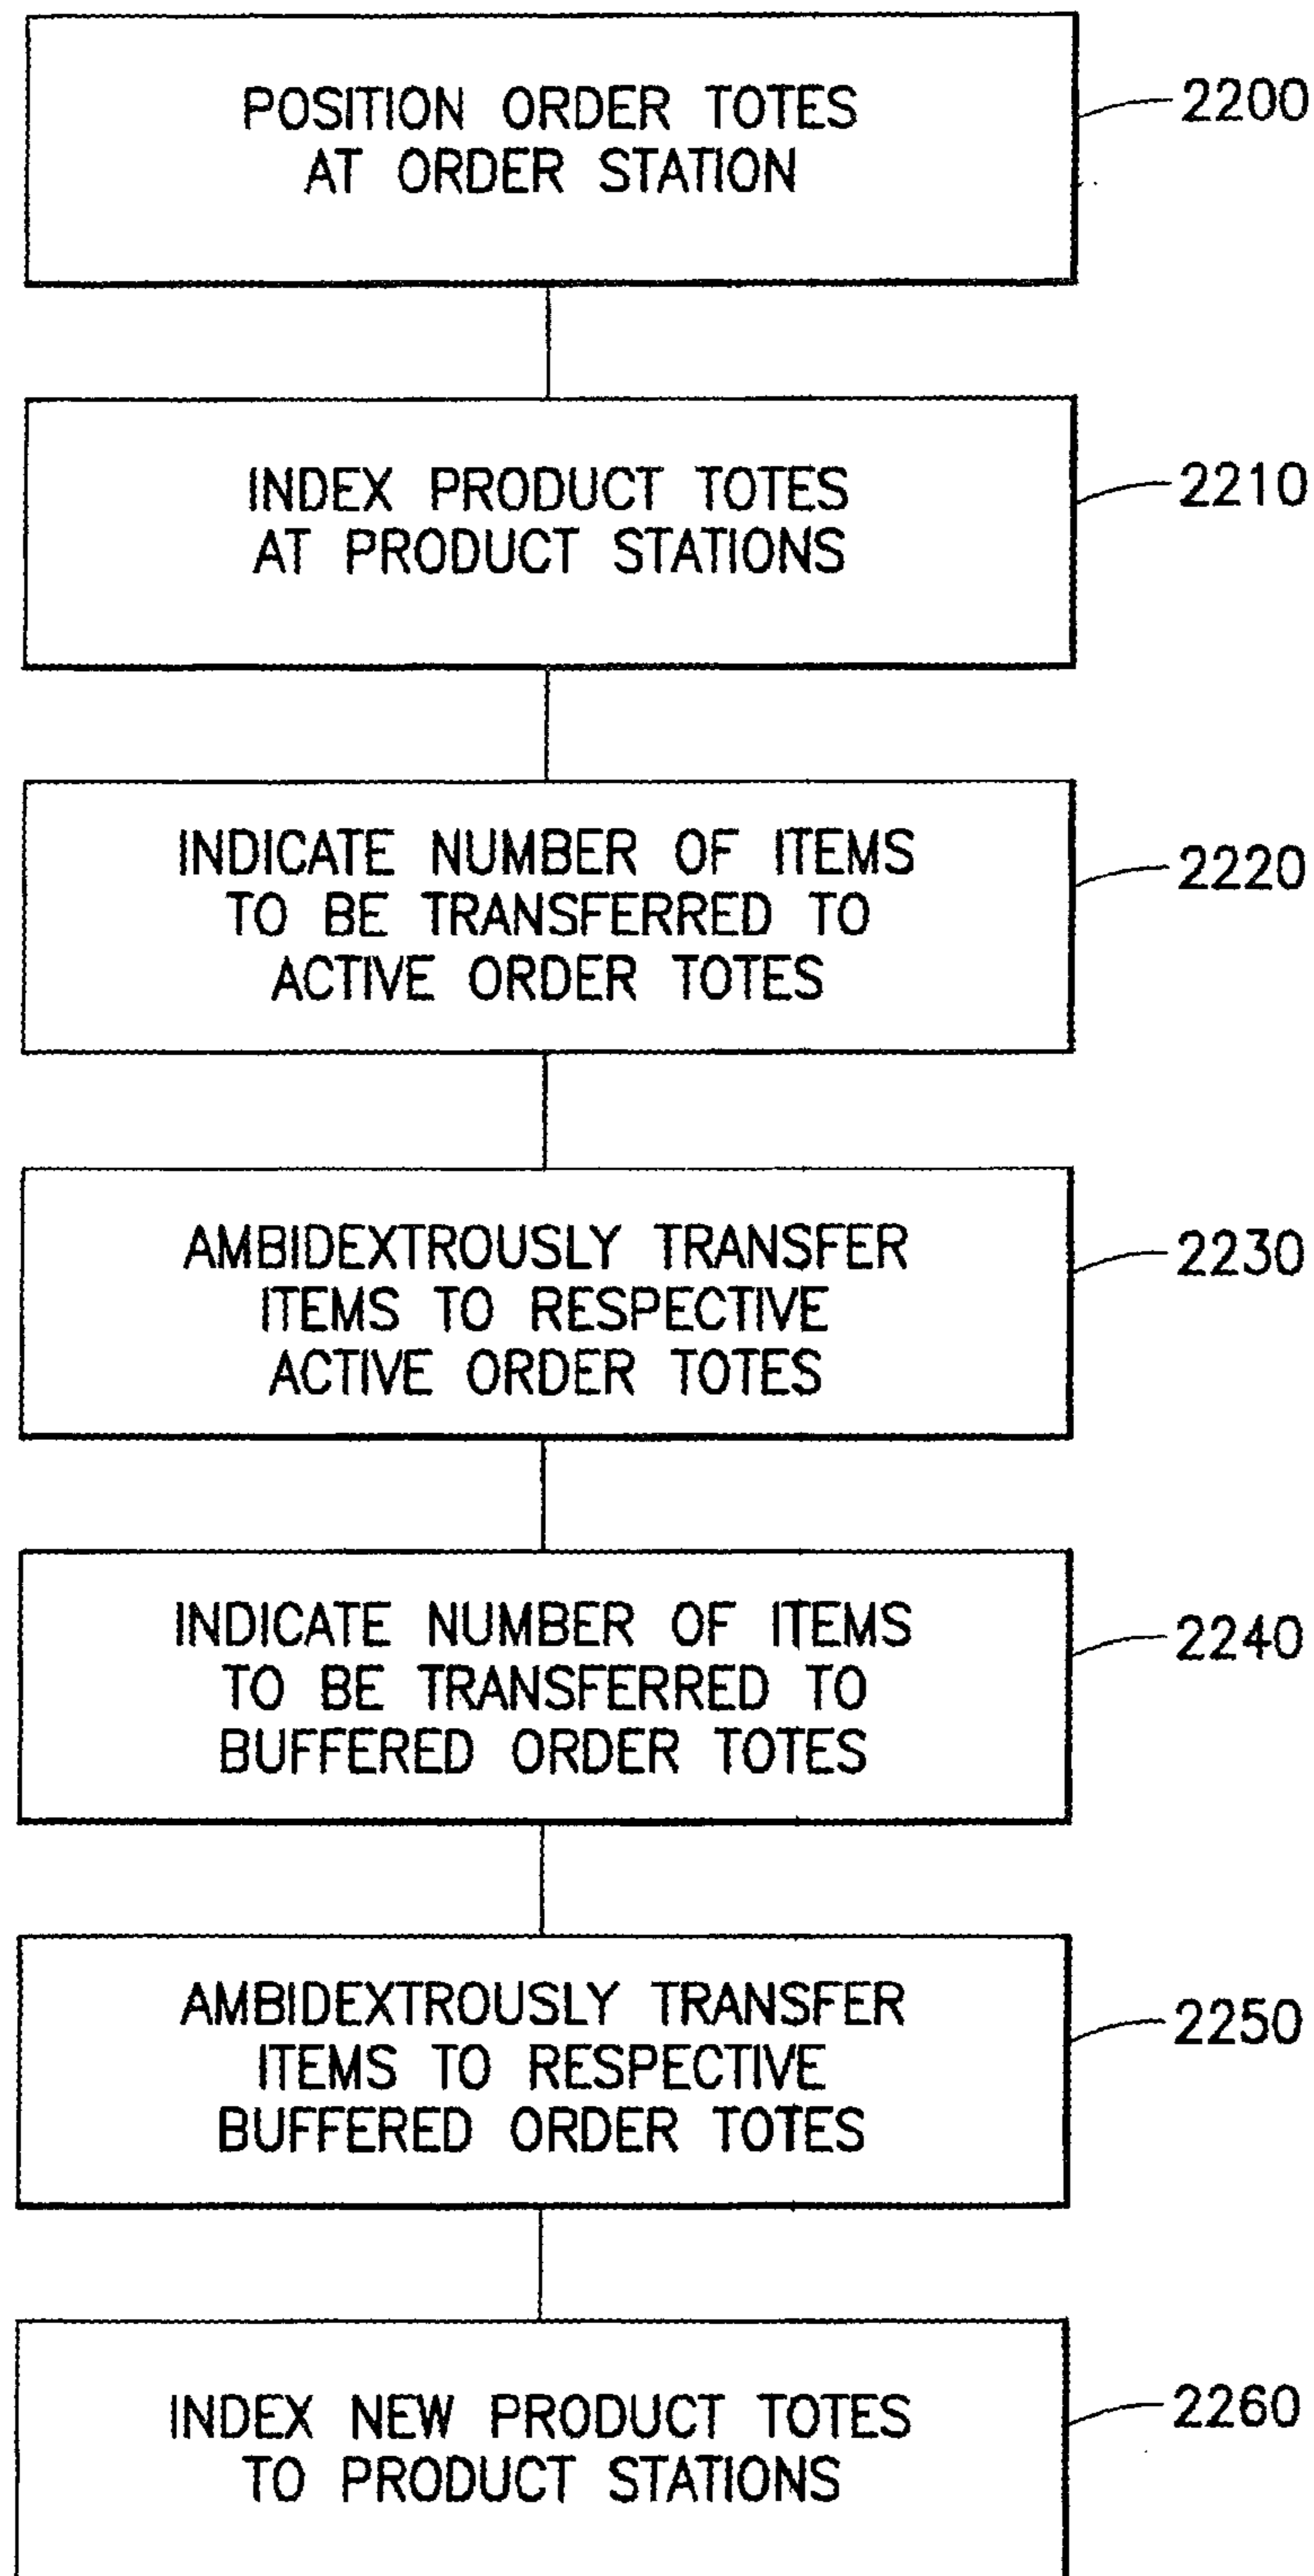 POSITION ORDER TOTES
AT ORDER STATION
2200
INDEX PRODUCT TOTES
AT PRODUCT STATIONS
2210
INDICATE NUMBER OF ITEMS
TO BE TRANSFERRED TO
ACTIVE ORDER TOTES
2220
AMBIDEXTROUSLY TRANSFER
ITEMS TO RESPECTIVE
ACTIVE ORDER TOTES
2230
INDICATE NUMBER OF ITEMS
TO BE TRANSFERRED TO
BUFFERED ORDER TOTES
2240
AMBIDEXTROUSLY TRANSFER
ITEMS TO RESPECTIVE
BUFFERED ORDER TOTES
2250
INDEX NEW PRODUCT TOTES
TO PRODUCT STATIONS
2260